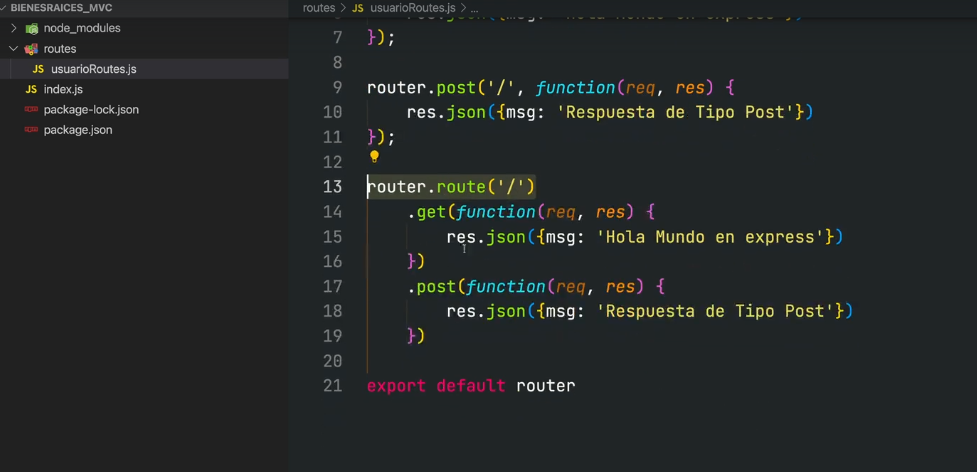 BIENESRAICES_MVC
node_modules
routes
JS usuarioRoutes.js
JS index.js
package-lock.json
package.json
routes > JS usuarioRoutes.js > ...
7 });
8
9 router.post('/', function(req, res) {
10 res.json({msg: 'Respuesta de Tipo Post'})
11 });
12
13 router.route('/')
14 .get(function(req, res) {
15 res.json({msg: 'Hola Mundo en express'})
16 })
17 .post(function(req, res) {
18 res.json({msg: 'Respuesta de Tipo Post'})
19 })
20
21 export default router